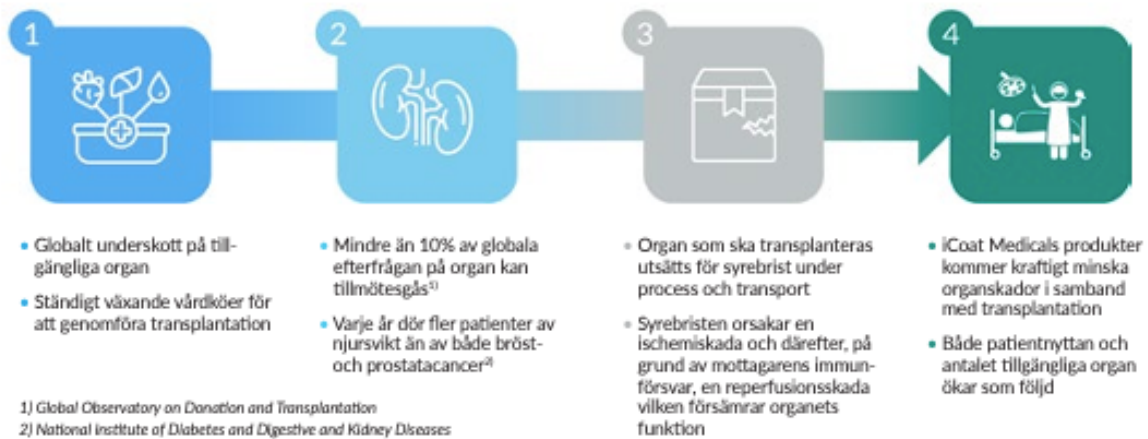 1
2
3
4
• Globalt underskott på till-
gängliga organ
• Ständigt växande vårdköer för
att genomföra transplantation
• Mindre än 10% av globala
efterfrågan på organ kan
tillmötesgås¹⁾
• Varje år dör fler patienter av
njursvikt än av både bröst-
och prostatacancer²⁾
• Organ som ska transplanteras
utsätts för syrebrist under
process och transport
• Syrebristen orsakar en
ischemiskada och därefter, på
grund av mottagarens immun-
försvar, en reperfusionsskada
vilken försämrar organets
funktion
• iCoat Medicals produkter
kommer kraftigt minska
organskador i samband
med transplantation
• Både patientnyttan och
antalet tillgängliga organ
ökar som följd
1) Global Observatory on Donation and Transplantation
2) National Institute of Diabetes and Digestive and Kidney Diseases